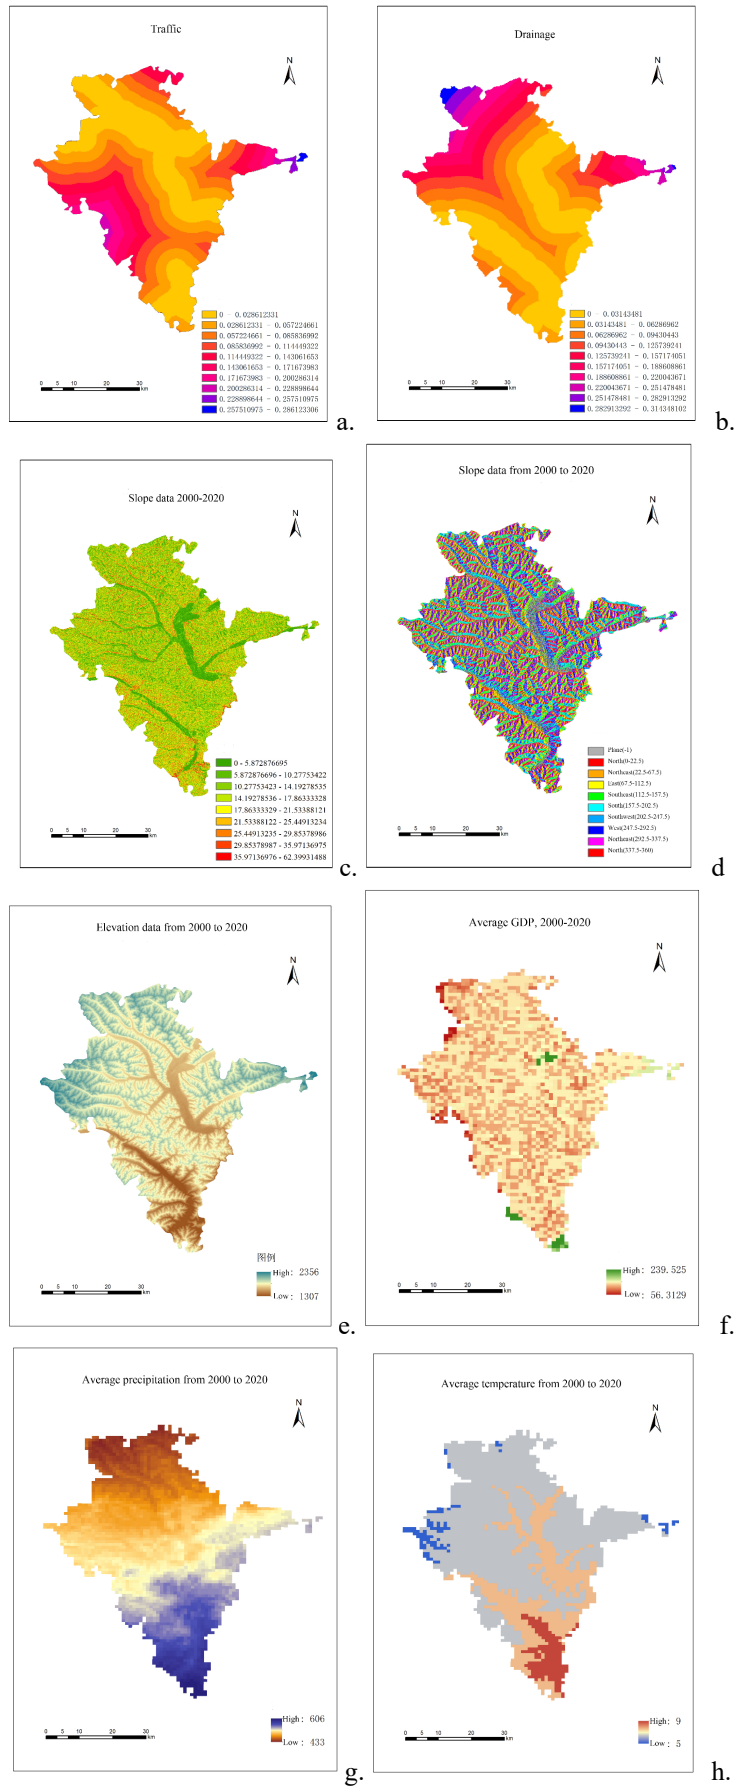 Traffic
N
0 - 0.028612331
0.028612331 - 0.057224661
0.057224661 - 0.085836992
0.085836992 - 0.114449322
0.114449322 - 0.143061653
0.143061653 - 0.171673983
0.171673983 - 0.200286314
0.200286314 - 0.228898644
0.228898644 - 0.257510975
0.257510975 - 0.286123306
0 5 10 20 30
km
a.
Drainage
N
0 - 0.03143481
0.03143481 - 0.06286962
0.06286962 - 0.09430443
0.09430443 - 0.125739241
0.125739241 - 0.157174051
0.157174051 - 0.188608861
0.188608861 - 0.220043671
0.220043671 - 0.251478481
0.251478481 - 0.282913292
0.282913292 - 0.314348102
0 5 10 20 30
km
b.
Slope data 2000-2020
N
0 - 5.872876695
5.872876696 - 10.27753422
10.27753423 - 14.19278535
14.19278536 - 17.86333328
17.86333329 - 21.53388121
21.53388122 - 25.44913234
25.44913235 - 29.85378986
29.85378987 - 35.97136975
35.97136976 - 62.39931488
0 5 10 20 30
km
c.
Slope data from 2000 to 2020
N
Plane(-1)
North(0-22.5)
Northeast(22.5-67.5)
East(67.5-112.5)
Southeast(112.5-157.5)
South(157.5-202.5)
Southwest(202.5-247.5)
West(247.5-292.5)
Northeast(292.5-337.5)
North(337.5-360)
0 5 10 20 30
km
d
Elevation data from 2000 to 2020
N
图例
High: 2356
Low: 1307
0 5 10 20 30
km
e.
Average GDP, 2000-2020
N
High: 239.525
Low: 56.3129
0 5 10 20 30
km
f.
Average precipitation from 2000 to 2020
N
High: 606
Low: 433
0 5 10 20 30
km
g.
Average temperature from 2000 to 2020
N
High: 9
Low: 5
0 5 10 20 30
km
h.